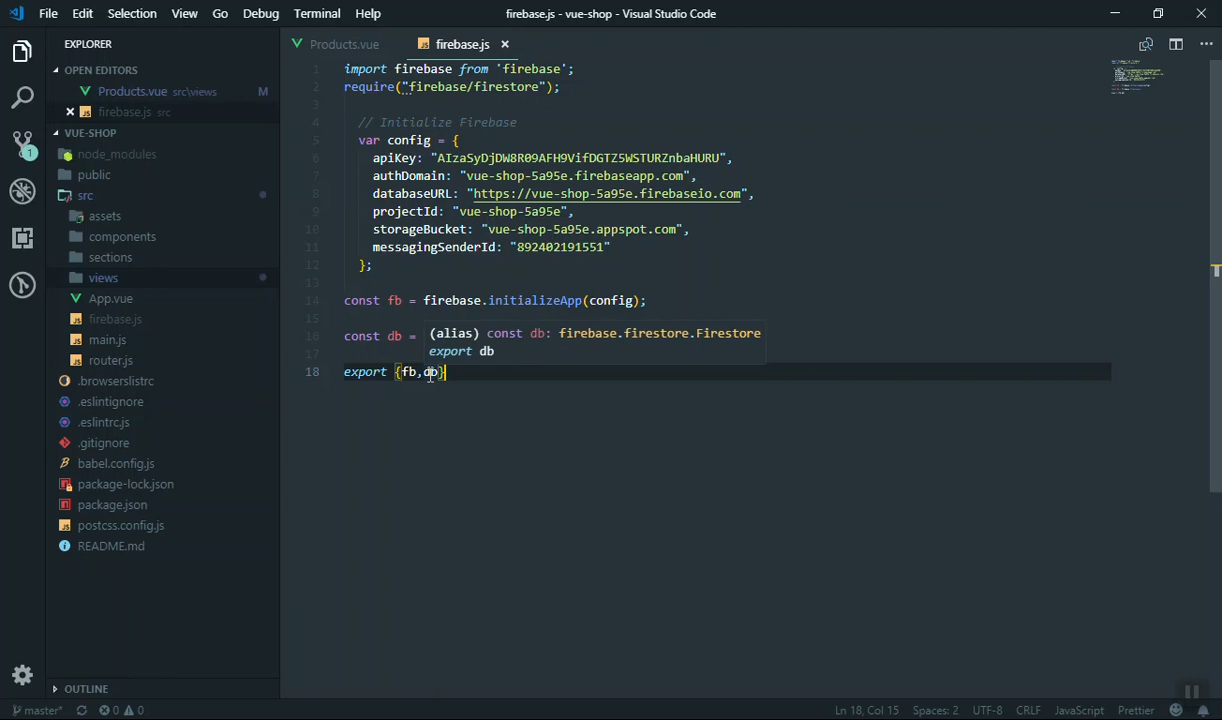 File Edit Selection View Go Debug Terminal Help
firebase.js - vue-shop - Visual Studio Code
EXPLORER
OPEN EDITORS
Products.vue src\views M
firebase.js src
VUE-SHOP
node_modules
public
src
assets
components
sections
views
App.vue
firebase.js
main.js
router.js
.browserslistrc
.eslintignore
.eslintrc.js
.gitignore
babel.config.js
package-lock.json
package.json
postcss.config.js
README.md
OUTLINE
1
Products.vue
firebase.js
1 import firebase from 'firebase';
2 require("firebase/firestore");
3
4 // Initialize Firebase
5 var config = {
6 apiKey: "AIzaSyDjDW8R09AFH9VifDGTZ5WSTURZnbaHURU",
7 authDomain: "vue-shop-5a95e.firebaseapp.com",
8 databaseURL: "https://vue-shop-5a95e.firebaseio.com",
9 projectId: "vue-shop-5a95e",
10 storageBucket: "vue-shop-5a95e.appspot.com",
11 messagingSenderId: "892402191551"
12 };
13
14 const fb = firebase.initializeApp(config);
15
16 const db =
(alias) const db: firebase.firestore.Firestore
export db
17
18 export {fb,db}
master* 0 0
Ln 18, Col 15 Spaces: 2 UTF-8 CRLF JavaScript Prettier